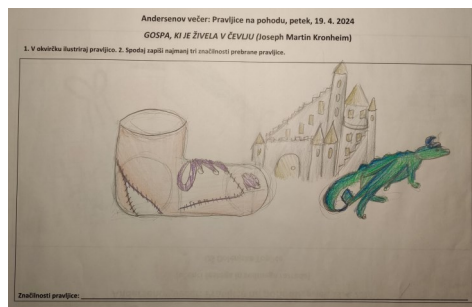 Andersenov večer: Pravljice na pohodu, petek, 19. 4. 2024
GOSPA, KI JE ŽIVELA V ČEVLJU (Joseph Martin Kronheim)
1. V okvirčku ilustriraj pravljico. 2. Spodaj zapiši najmanj tri značilnosti prebrane pravljice.
Značilnosti pravljice: